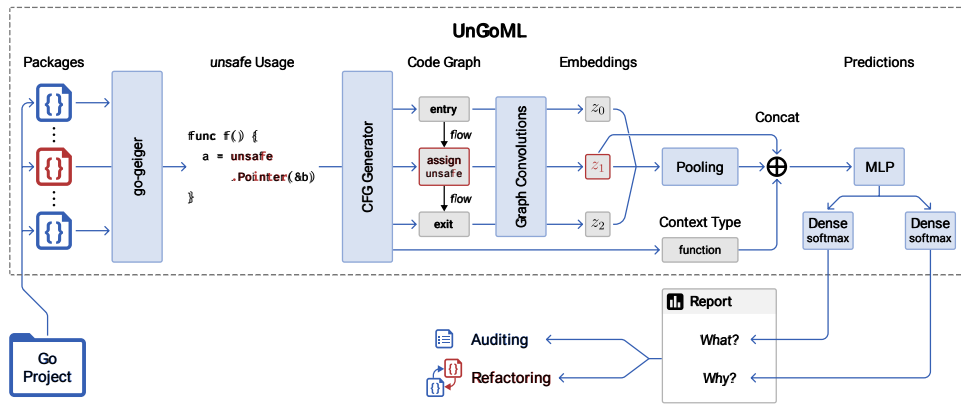 UnGoML
Packages
unsafe Usage
Code Graph
Embeddings
Predictions
{}
{}
{}
go-geiger
func f() {
a = unsafe
.Pointer(&b)
}
CFG Generator
entry
flow
assign
unsafe
flow
exit
Graph Convolutions
z0
z1
z2
Pooling
Concat
Context Type
function
MLP
Dense
softmax
Dense
softmax
Go
Project
Auditing
{}
{}
Refactoring
Report
What?
Why?